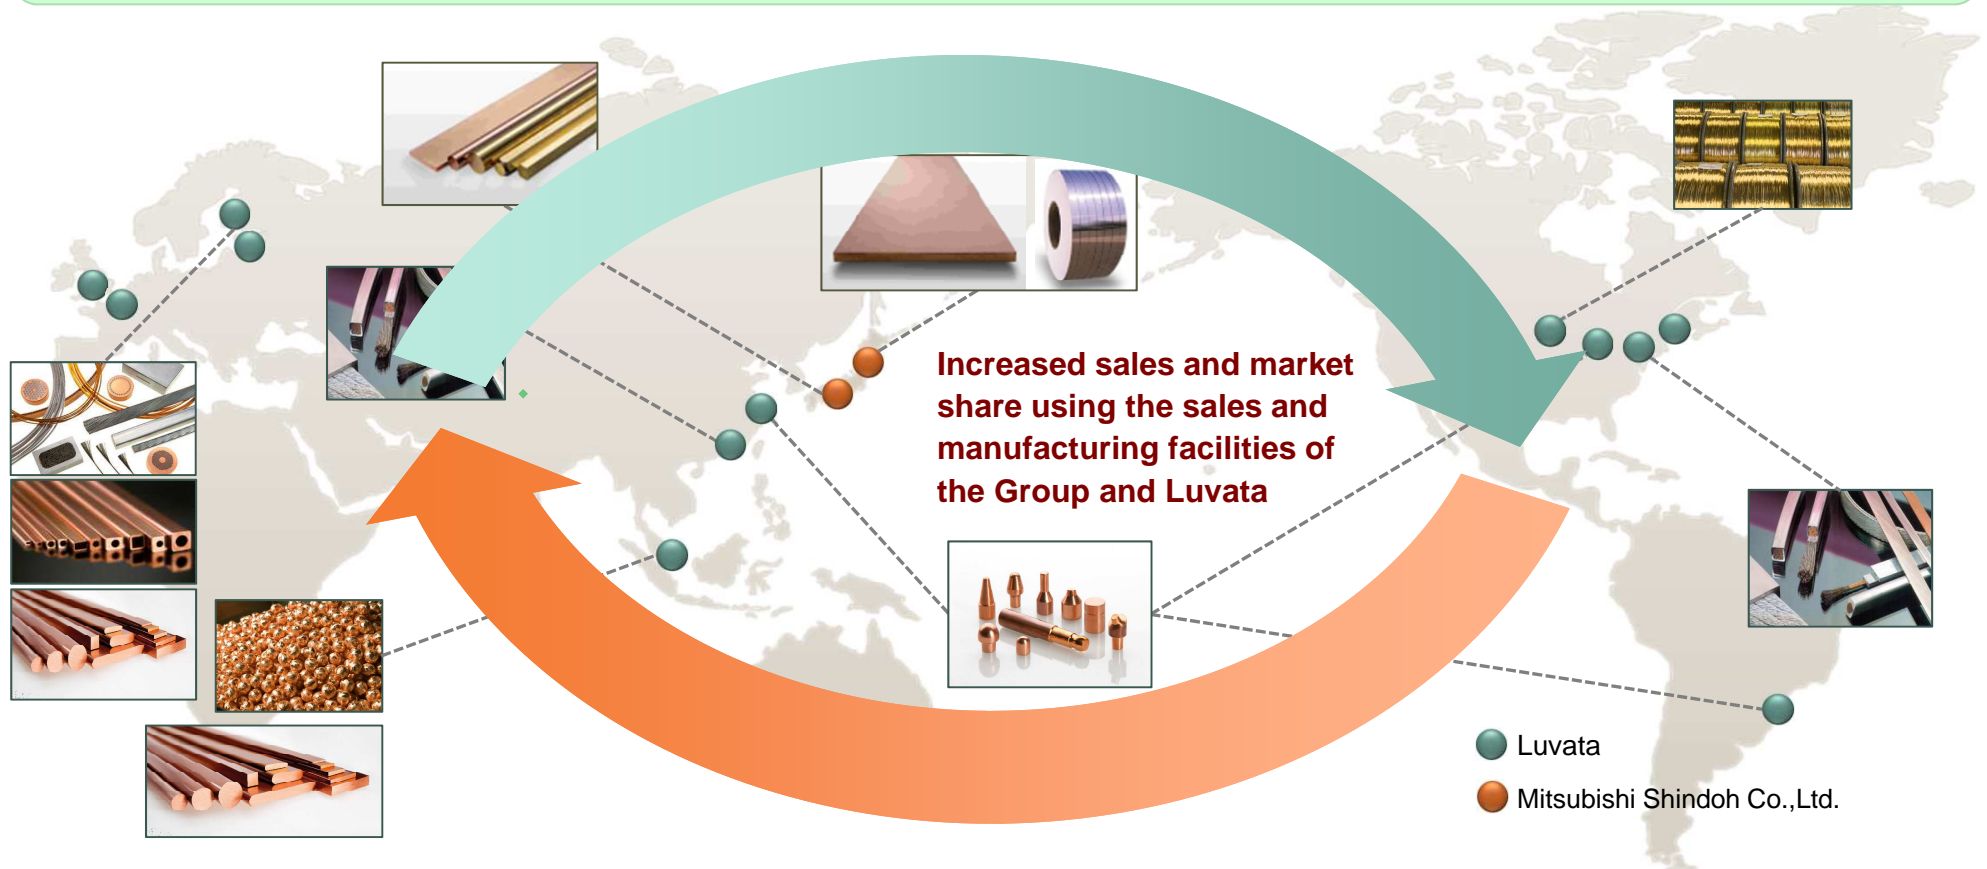 Increased sales and market
share using the sales and
manufacturing facilities of
the Group and Luvata
Luvata
Mitsubishi Shindoh Co.,Ltd.